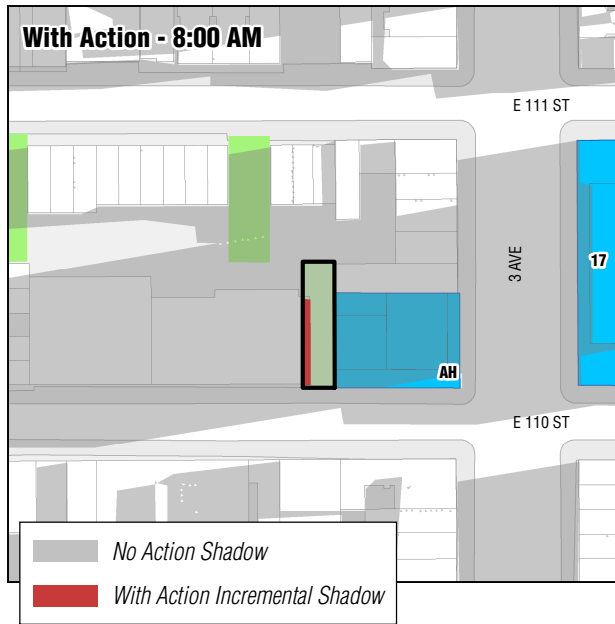 With Action - 8:00 AM
E 111 ST
3 AVE
17
AH
E 110 ST
No Action Shadow
With Action Incremental Shadow